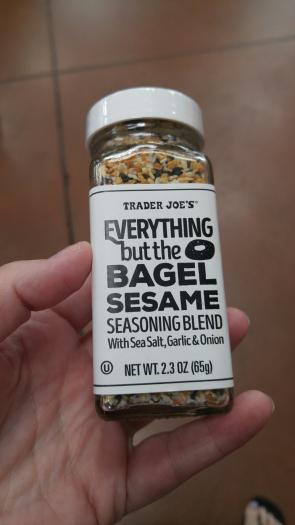 TRADER JOE'S®
EVERYTHING
but the
BAGEL
SESAME
SEASONING BLEND
With Sea Salt, Garlic & Onion
U
NET WT. 2.3 OZ (65g)